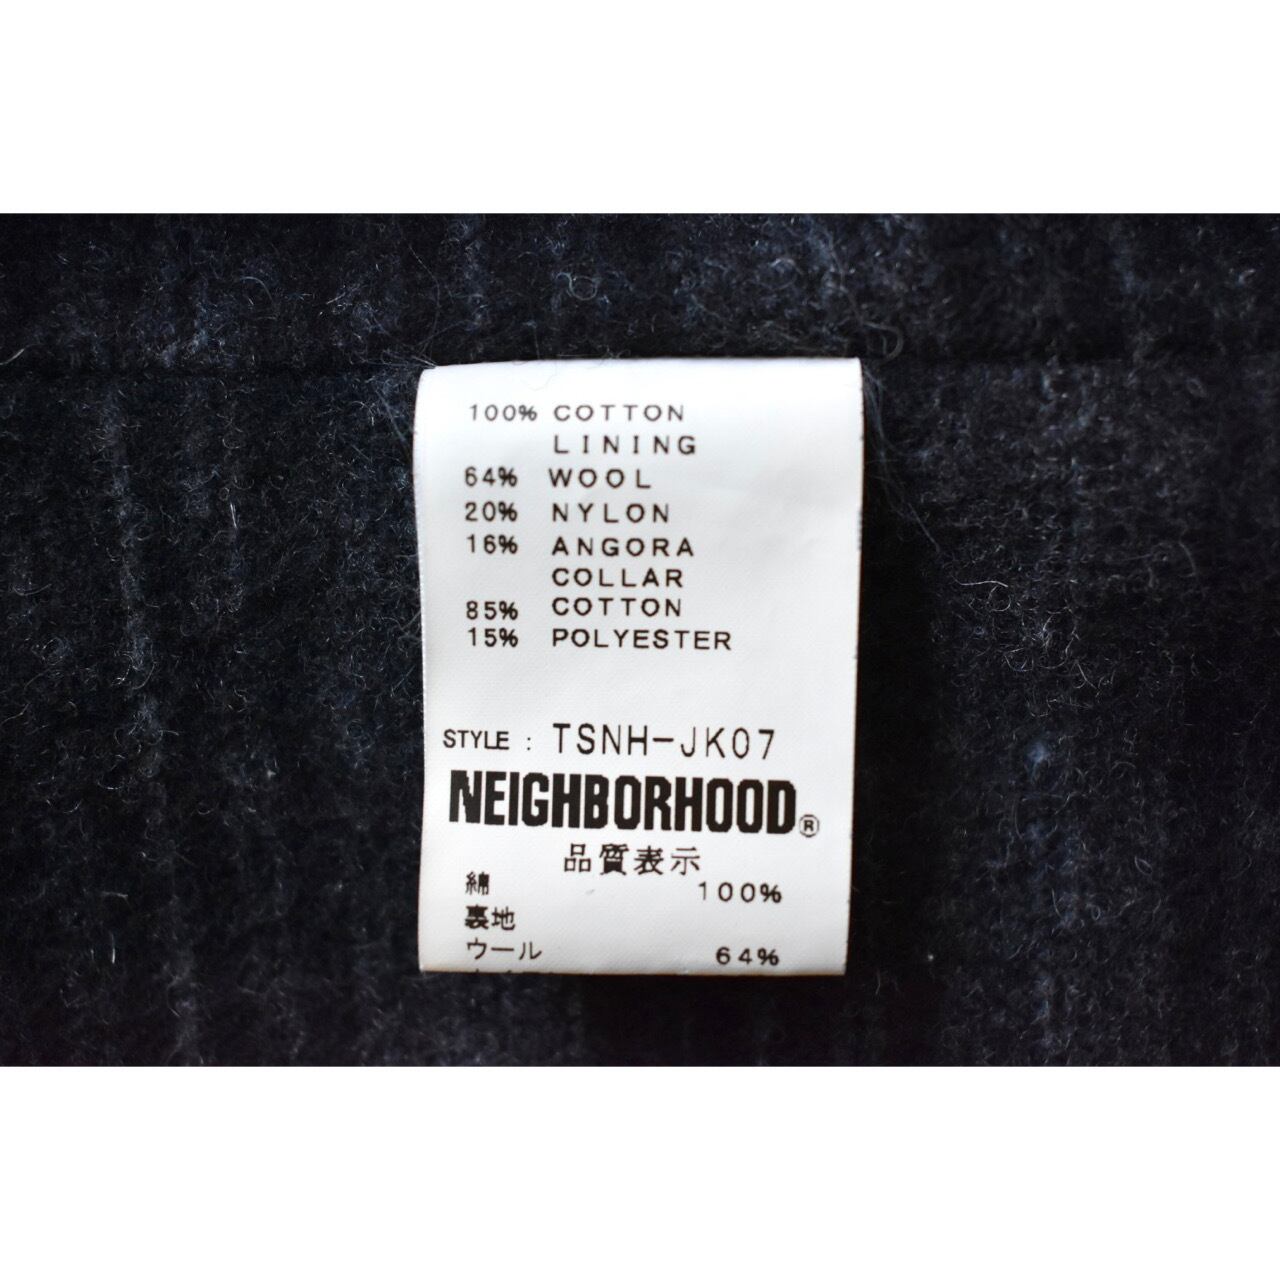 100% COTTON
LINING
64% WOOL
20% NYLON
16% ANGORA
COLLAR
85% COTTON
15% POLYESTER
STYLE : TSNH-JK07
NEIGHBORHOOD®
品質表示
綿 100%
裏地
ウール 64%